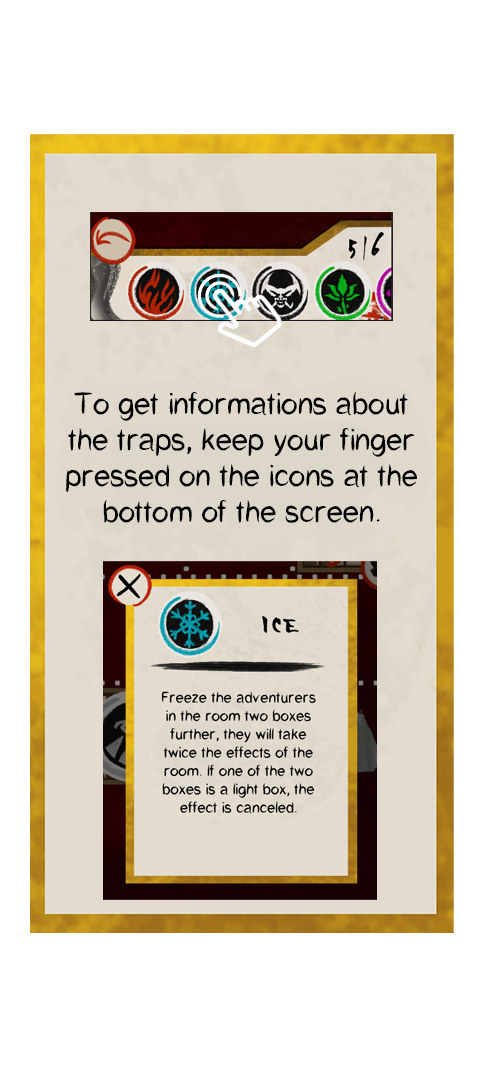 5/6
To get informations about
the traps, keep your finger
pressed on the icons at the
bottom of the screen.
ICE
Freeze the adventurers
in the room two boxes
further, they will take
twice the effects of the
room. If one of the two
boxes is a light box, the
effect is canceled.